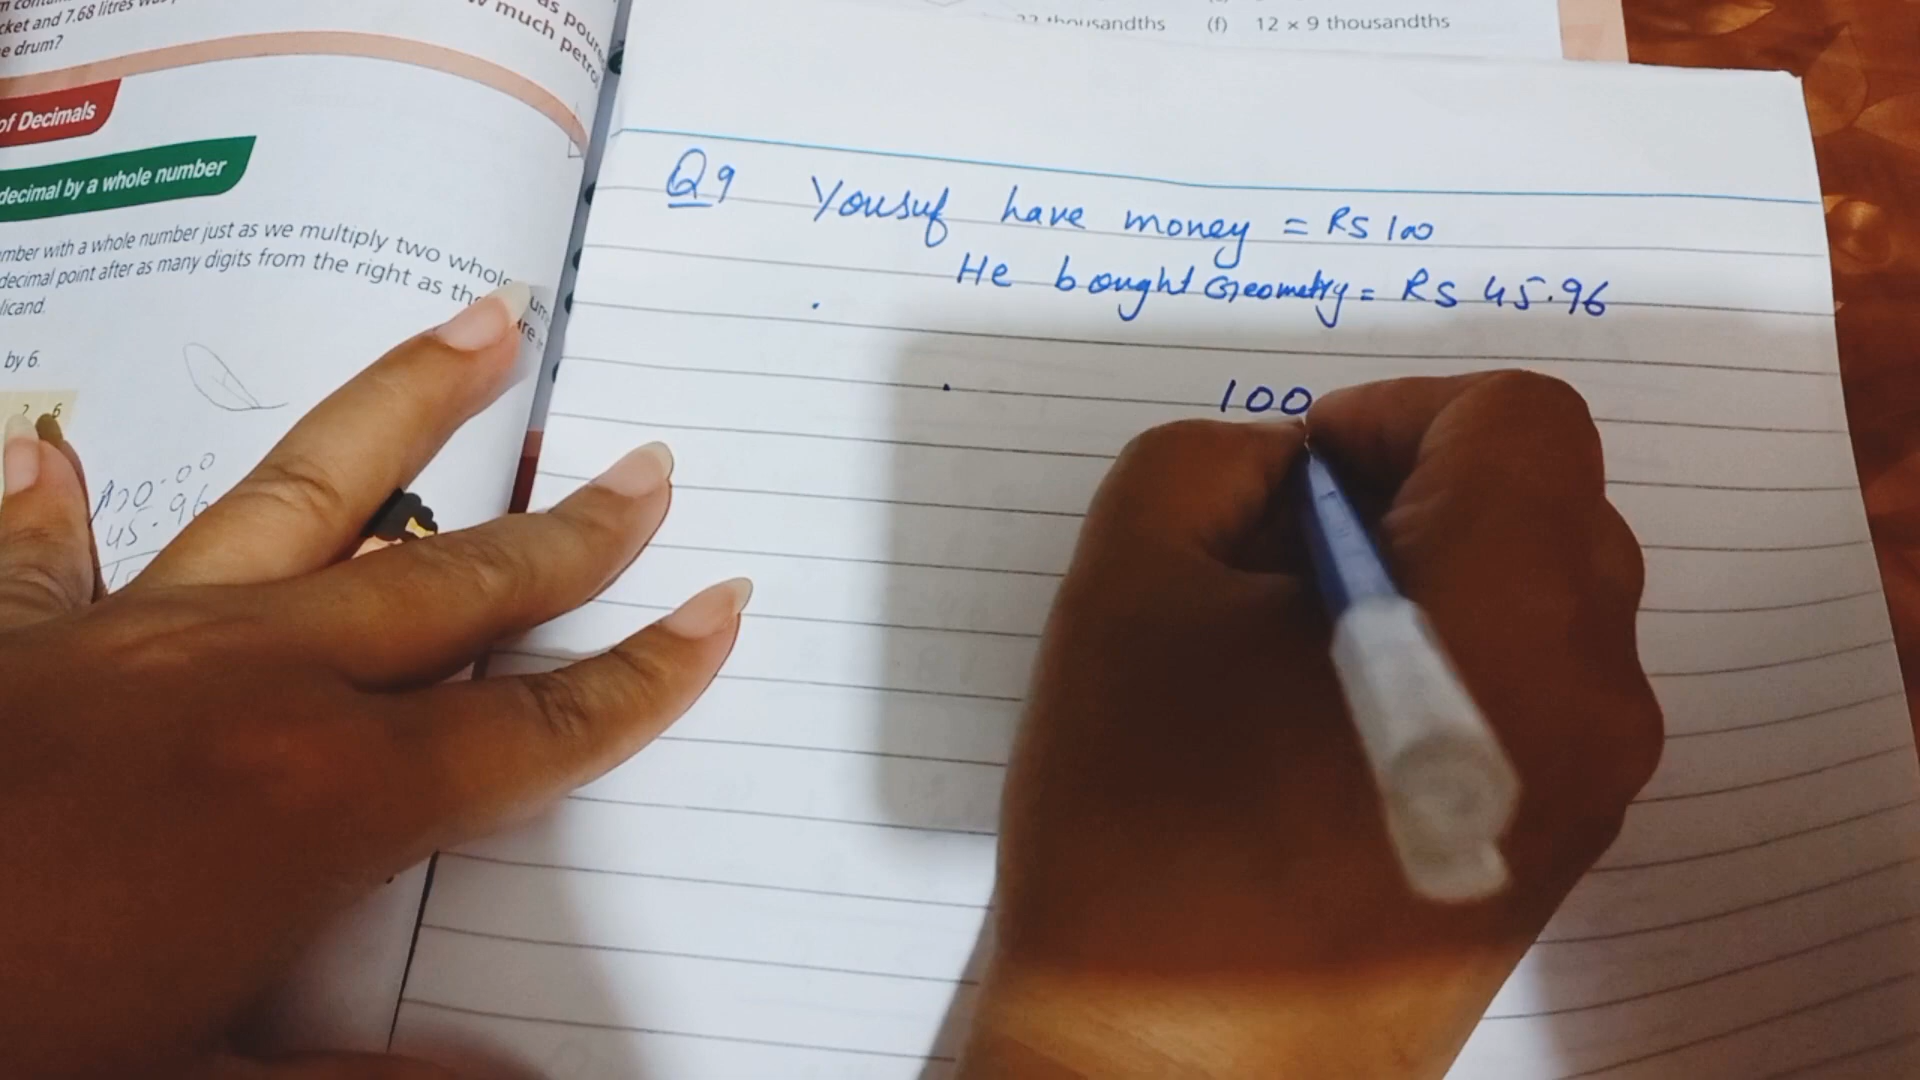 cket and 7.68 litres
e drum?
as poure
much petro
of Decimals
decimal by a whole number
mber with a whole number just as we multiply two whole
decimal point after as many digits from the right as the
licand.
by 6.
45.96
thousandths (f) 12 × 9 thousandths
Q9 Yousuf have money = RS 100
He bought Geometry = RS 45.96
100